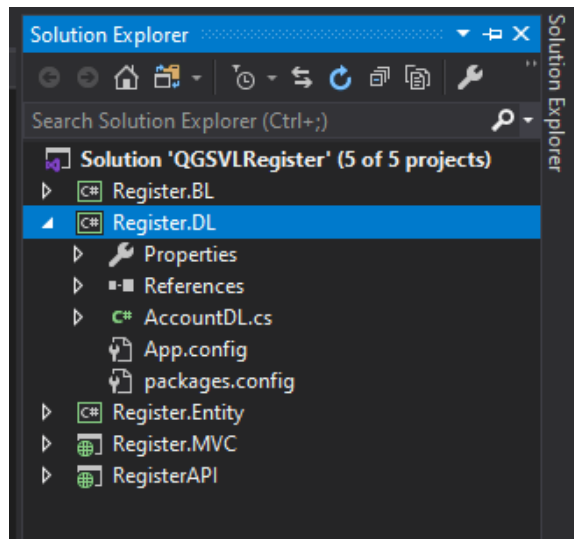 Solution Explorer
Search Solution Explorer (Ctrl+;)
Solution 'QGSVLRegister' (5 of 5 projects)
C# Register.BL
C# Register.DL
Properties
References
C# AccountDL.cs
App.config
packages.config
C# Register.Entity
Register.MVC
RegisterAPI
Solution Explorer